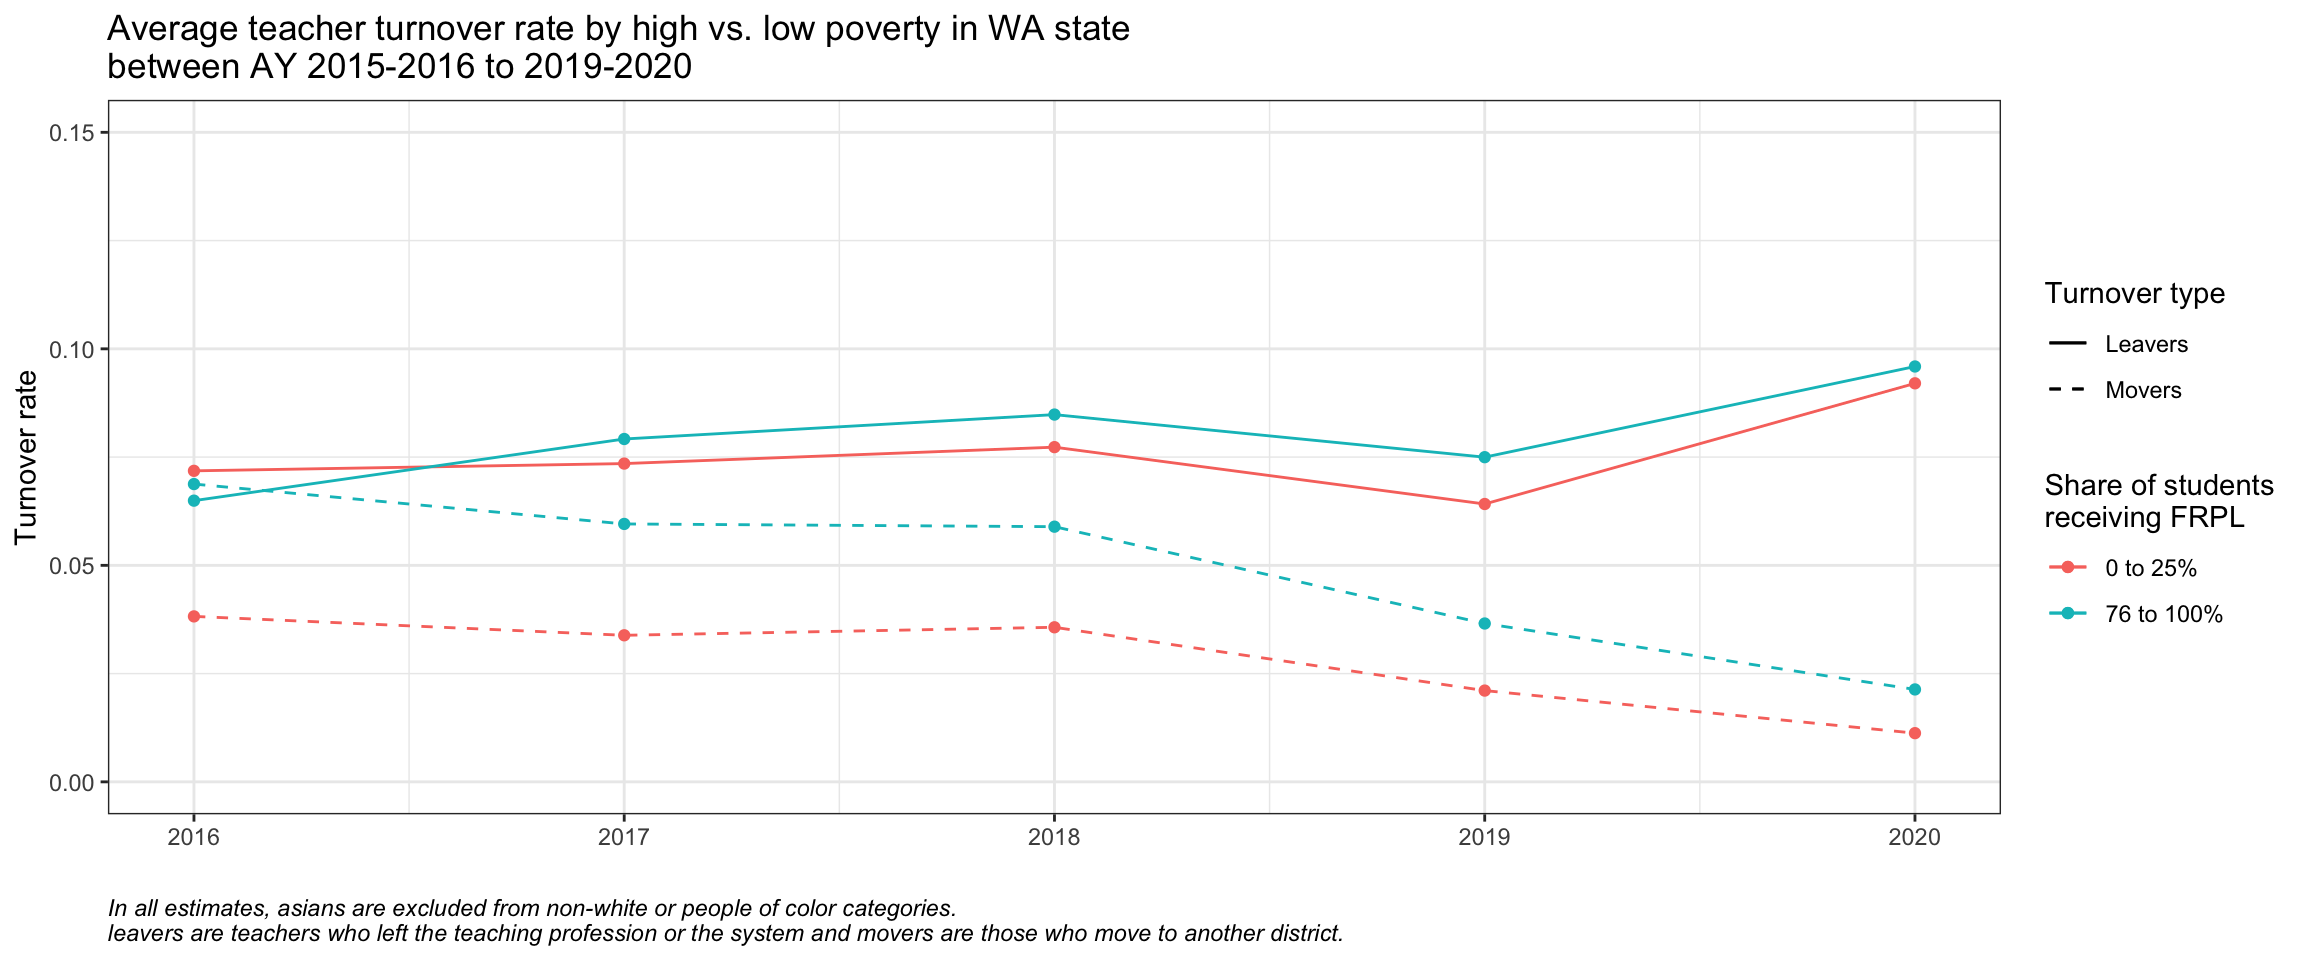 Average teacher turnover rate by high vs. low poverty in WA state
between AY 2015-2016 to 2019-2020
0.15
0.10
0.05
0.00
Turnover rate
2016
2017
2018
2019
2020
Turnover type
Leavers
Movers
Share of students
receiving FRPL
0 to 25%
76 to 100%
In all estimates, asians are excluded from non-white or people of color categories.
leavers are teachers who left the teaching profession or the system and movers are those who move to another district.